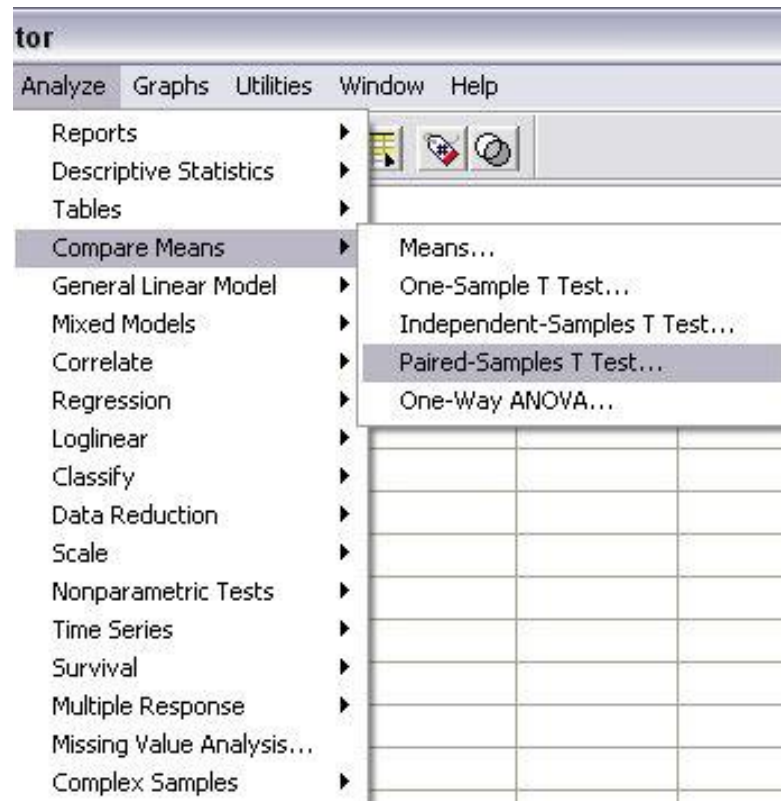 tor
Analyze Graphs Utilities Window Help
Reports
Descriptive Statistics
Tables
Compare Means
General Linear Model
Mixed Models
Correlate
Regression
Loglinear
Classify
Data Reduction
Scale
Nonparametric Tests
Time Series
Survival
Multiple Response
Missing Value Analysis...
Complex Samples
Means...
One-Sample T Test...
Independent-Samples T Test...
Paired-Samples T Test...
One-Way ANOVA...